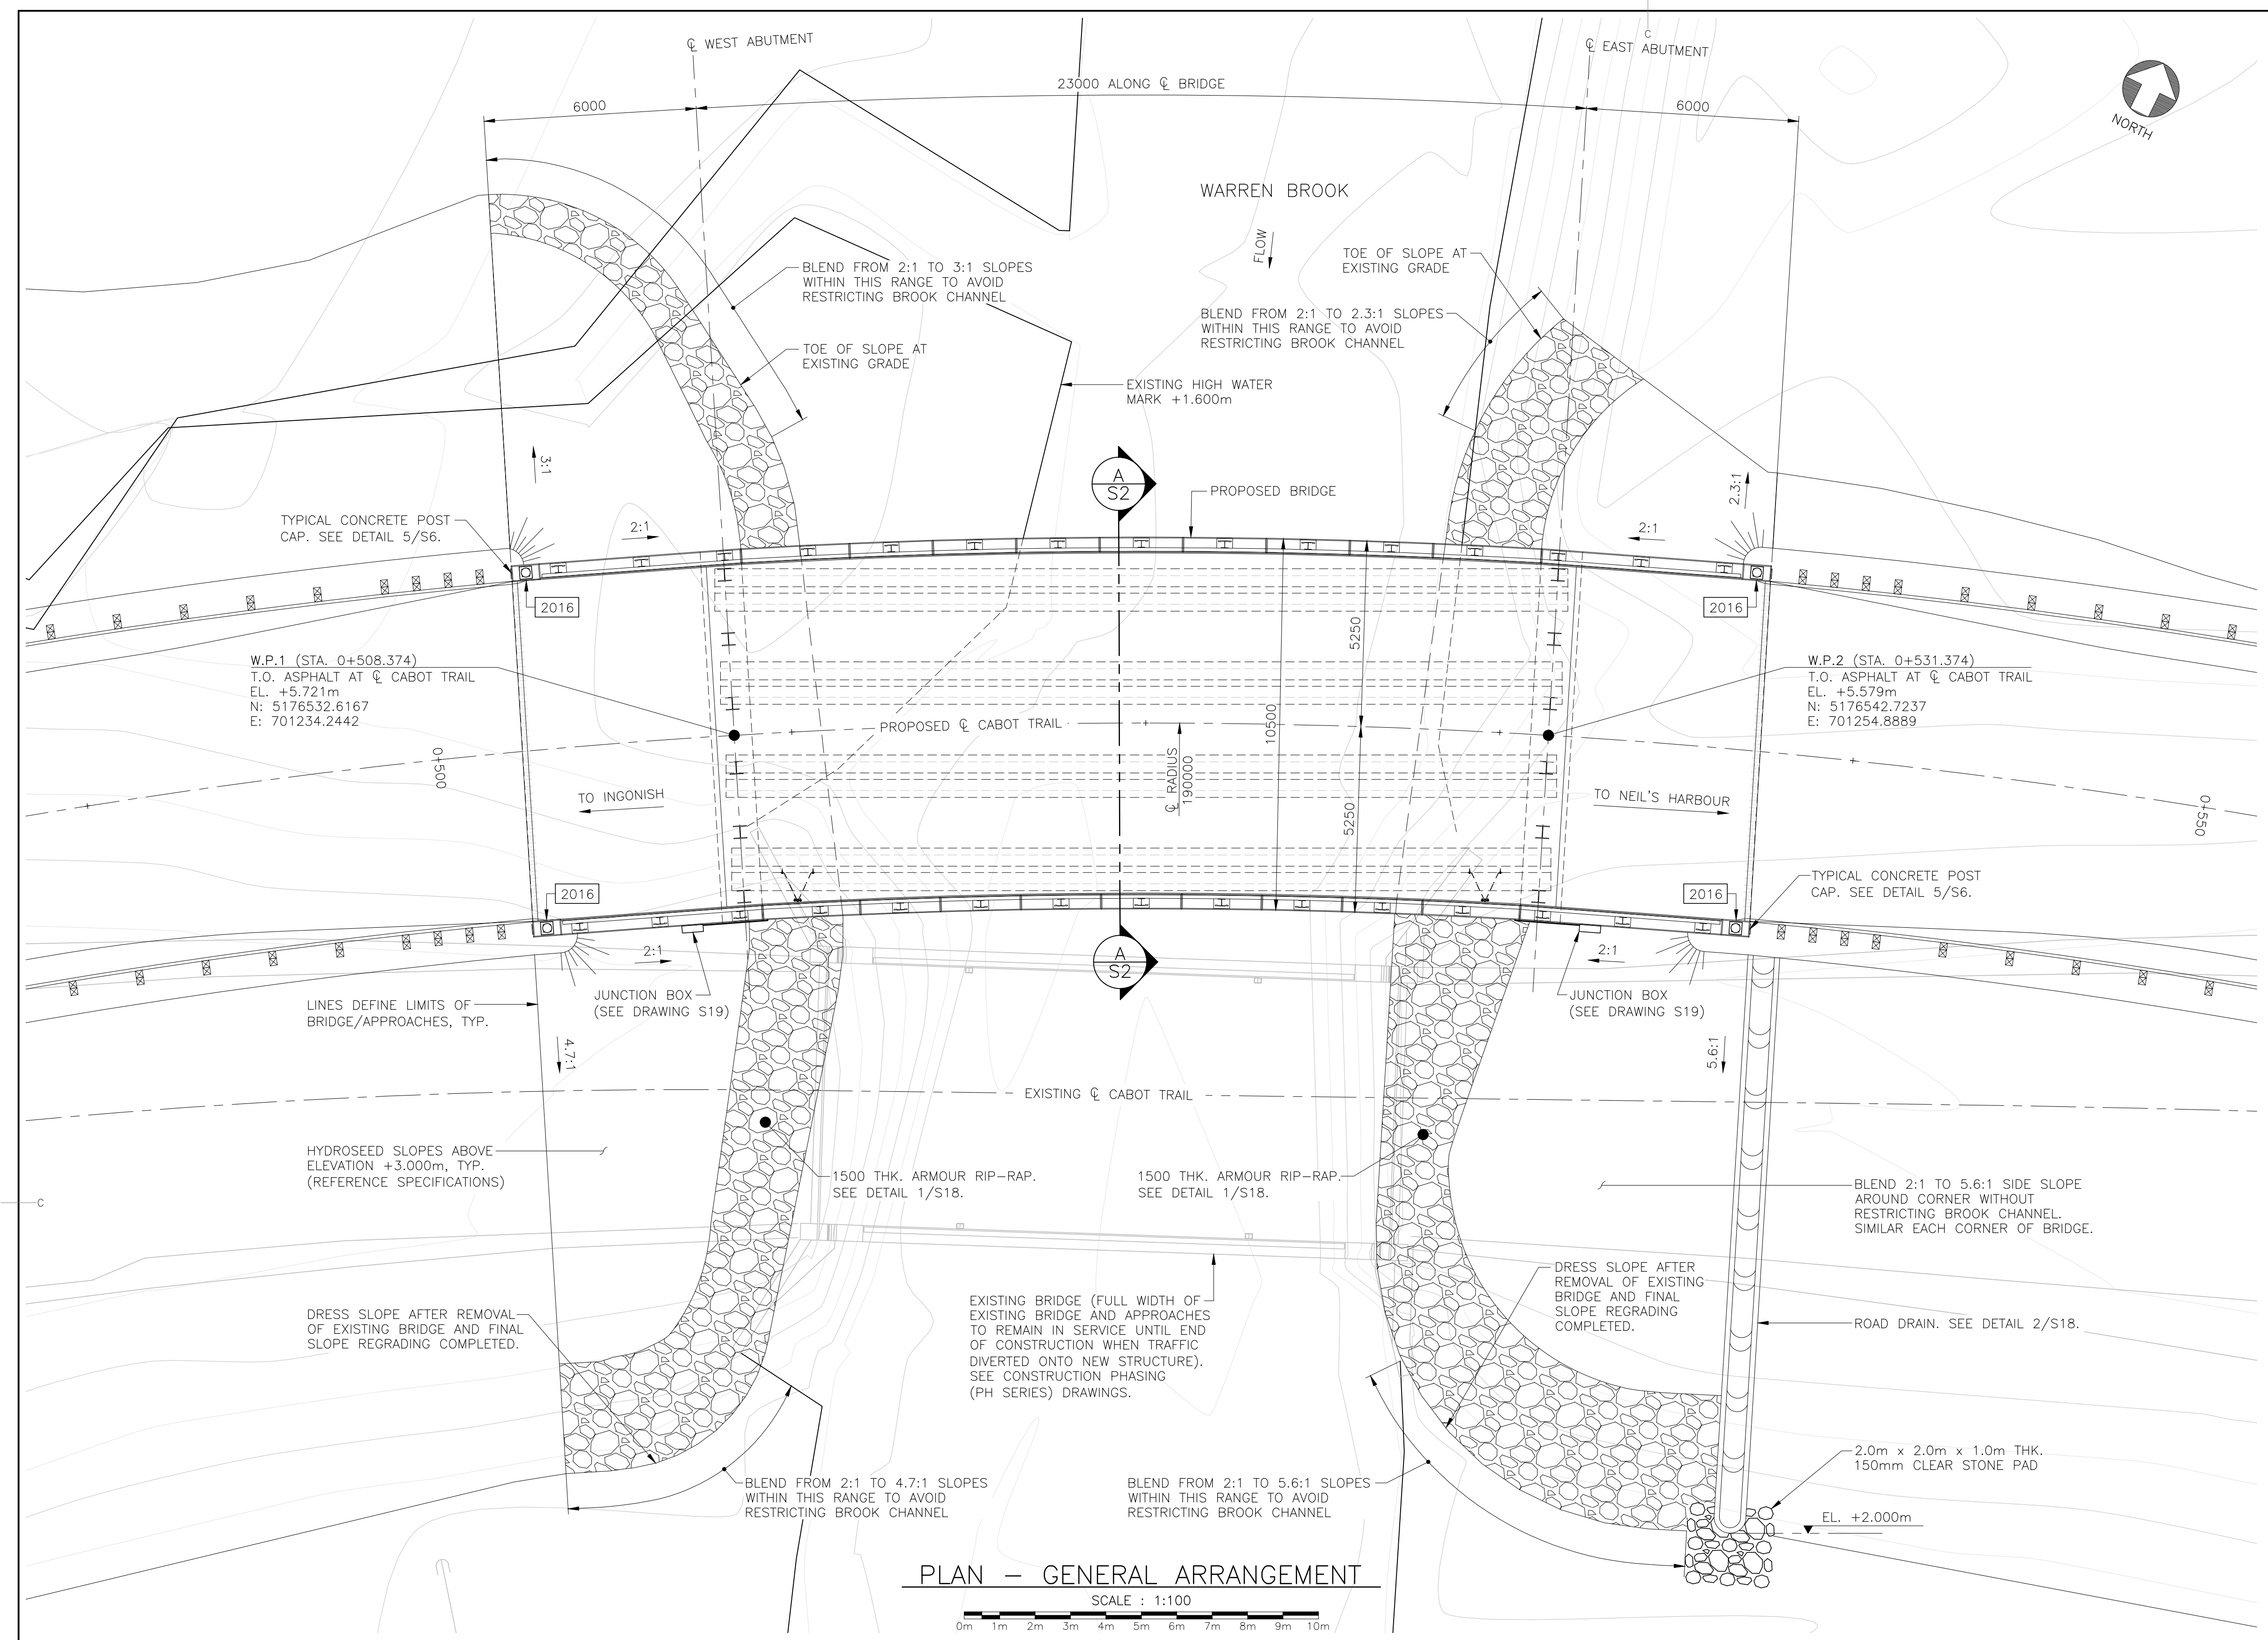 ℄ WEST ABUTMENT
C
℄ EAST ABUTMENT
23000 ALONG ℄ BRIDGE
6000
6000
NORTH
WARREN BROOK
FLOW
BLEND FROM 2:1 TO 3:1 SLOPES
WITHIN THIS RANGE TO AVOID
RESTRICTING BROOK CHANNEL
TOE OF SLOPE AT
EXISTING GRADE
BLEND FROM 2:1 TO 2.3:1 SLOPES
WITHIN THIS RANGE TO AVOID
RESTRICTING BROOK CHANNEL
TOE OF SLOPE AT
EXISTING GRADE
EXISTING HIGH WATER
MARK +1.600m
3:1
A
S2
PROPOSED BRIDGE
2.3:1
TYPICAL CONCRETE POST
CAP. SEE DETAIL 5/S6.
2:1
2:1
2016
2016
5250
W.P.1 (STA. 0+508.374)
T.O. ASPHALT AT ℄ CABOT TRAIL
EL. +5.721m
N: 5176532.6167
E: 701234.2442
W.P.2 (STA. 0+531.374)
T.O. ASPHALT AT ℄ CABOT TRAIL
EL. +5.579m
N: 5176542.7237
E: 701254.8889
PROPOSED ℄ CABOT TRAIL
10500
0+500
℄ RADIUS
190000
TO INGONISH
TO NEIL'S HARBOUR
0+550
5250
2016
2016
TYPICAL CONCRETE POST
CAP. SEE DETAIL 5/S6.
2:1
A
S2
2:1
LINES DEFINE LIMITS OF
BRIDGE/APPROACHES, TYP.
JUNCTION BOX
(SEE DRAWING S19)
JUNCTION BOX
(SEE DRAWING S19)
4.7:1
5.6:1
EXISTING ℄ CABOT TRAIL
HYDROSEED SLOPES ABOVE
ELEVATION +3.000m, TYP.
(REFERENCE SPECIFICATIONS)
1500 THK. ARMOUR RIP-RAP.
SEE DETAIL 1/S18.
1500 THK. ARMOUR RIP-RAP.
SEE DETAIL 1/S18.
BLEND 2:1 TO 5.6:1 SIDE SLOPE
AROUND CORNER WITHOUT
RESTRICTING BROOK CHANNEL.
SIMILAR EACH CORNER OF BRIDGE.
C
DRESS SLOPE AFTER REMOVAL
OF EXISTING BRIDGE AND FINAL
SLOPE REGRADING COMPLETED.
EXISTING BRIDGE (FULL WIDTH OF
EXISTING BRIDGE AND APPROACHES
TO REMAIN IN SERVICE UNTIL END
OF CONSTRUCTION WHEN TRAFFIC
DIVERTED ONTO NEW STRUCTURE).
SEE CONSTRUCTION PHASING
(PH SERIES) DRAWINGS.
DRESS SLOPE AFTER
REMOVAL OF EXISTING
BRIDGE AND FINAL
SLOPE REGRADING
COMPLETED.
ROAD DRAIN. SEE DETAIL 2/S18.
BLEND FROM 2:1 TO 4.7:1 SLOPES
WITHIN THIS RANGE TO AVOID
RESTRICTING BROOK CHANNEL
BLEND FROM 2:1 TO 5.6:1 SLOPES
WITHIN THIS RANGE TO AVOID
RESTRICTING BROOK CHANNEL
2.0m x 2.0m x 1.0m THK.
150mm CLEAR STONE PAD
EL. +2.000m
PLAN – GENERAL ARRANGEMENT
SCALE : 1:100
0m 1m 2m 3m 4m 5m 6m 7m 8m 9m 10m